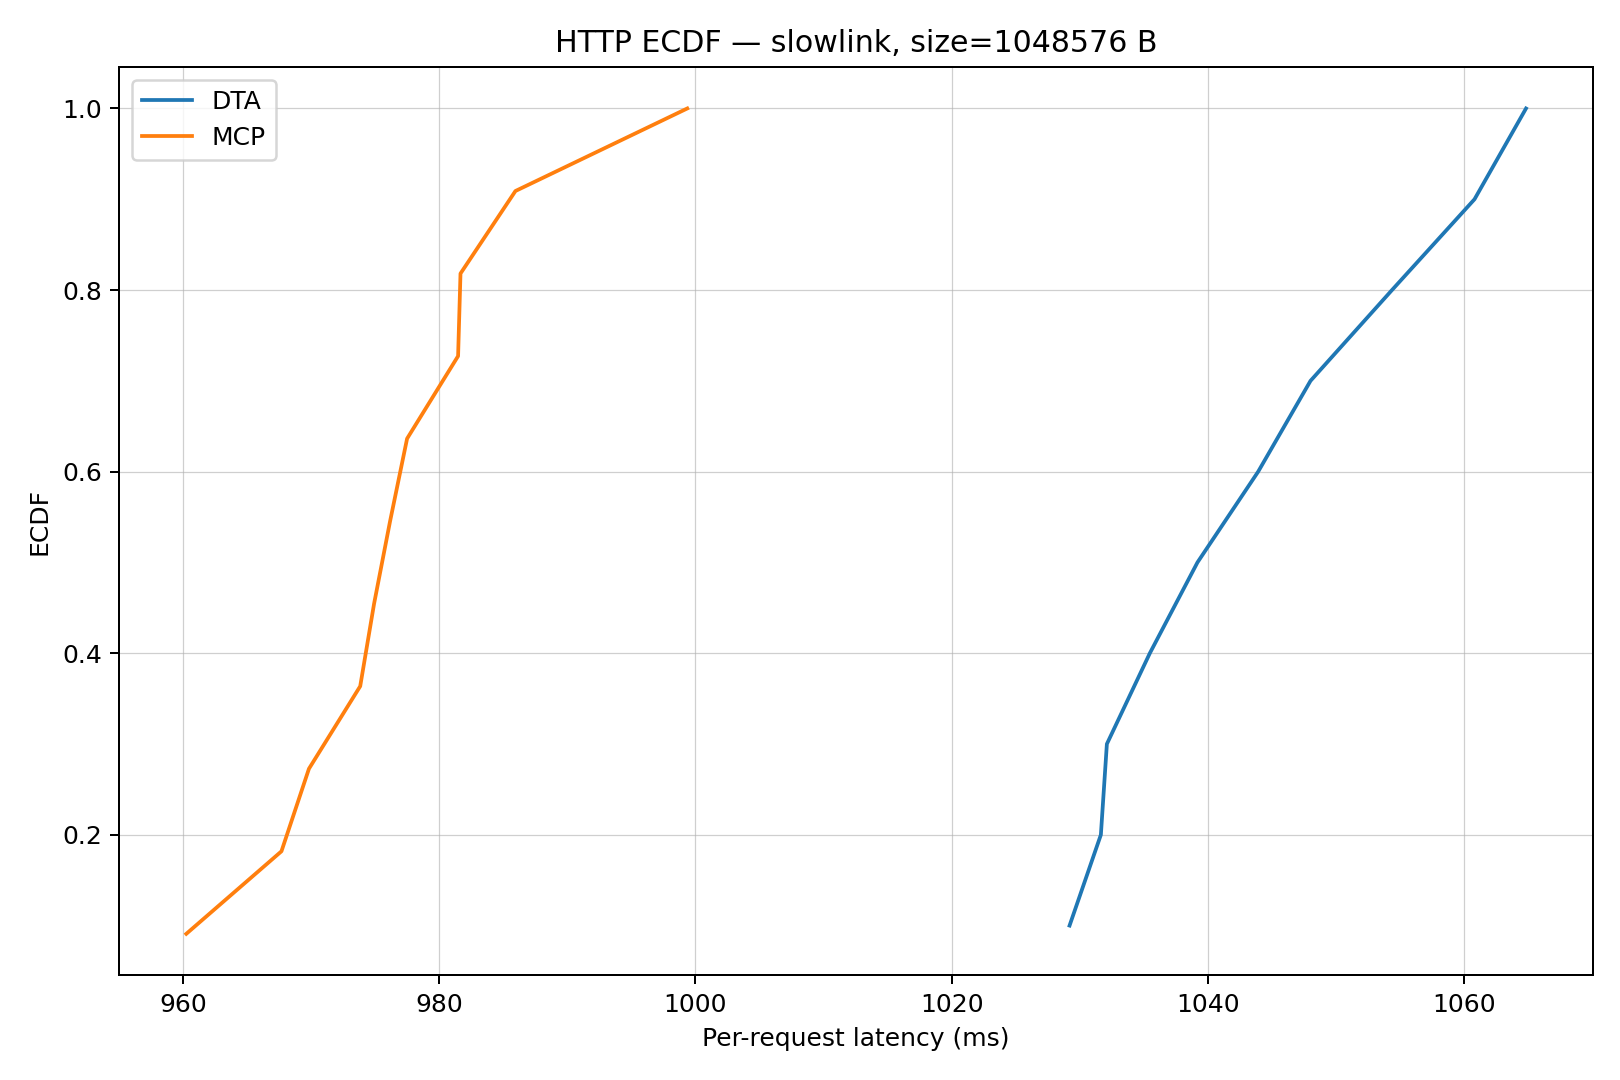 HTTP ECDF — slowlink, size=1048576 B
DTA
MCP
1.0
0.8
0.6
0.4
0.2
ECDF
960 980 1000 1020 1040 1060
Per-request latency (ms)